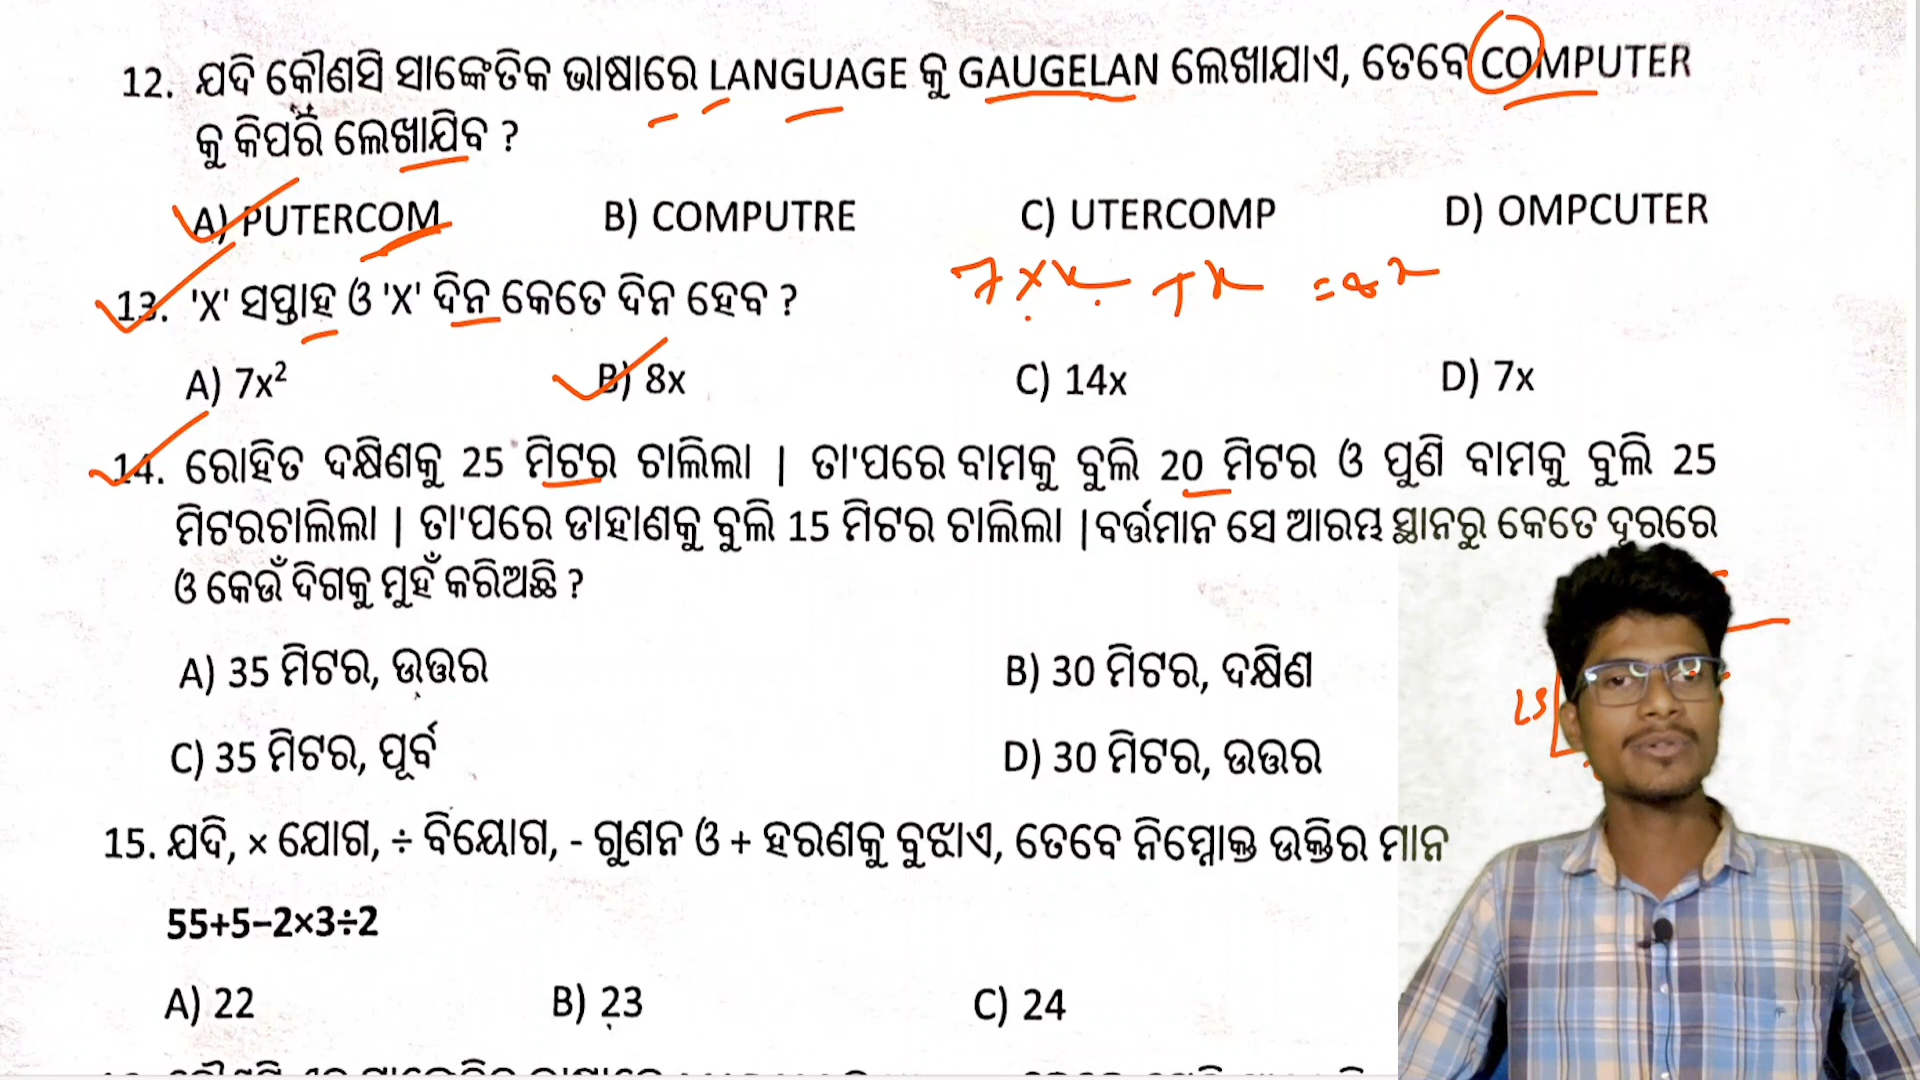 12. ଯଦି କୌଣସି ସାଙ୍କେତିକ ଭାଷାରେ LANGUAGE କୁ GAUGELAN ଲେଖାଯାଏ, ତେବେ COMPUTER
କୁ କିପରି ଲେଖାଯିବ ?
A) PUTERCOM B) COMPUTRE C) UTERCOMP D) OMPCUTER
13. 'X' ସପ୍ତାହ ଓ 'X' ଦିନ କେତେ ଦିନ ହେବ ?
7×x + x = 8x
A) 7x² B) 8x C) 14x D) 7x
14. ରୋହିତ ଦକ୍ଷିଣକୁ 25 ମିଟର ଚାଲିଲା | ତା'ପରେ ବାମକୁ ବୁଲି 20 ମିଟର ଓ ପୁଣି ବାମକୁ ବୁଲି 25
ମିଟରଚାଲିଲା | ତା'ପରେ ଡାହାଣକୁ ବୁଲି 15 ମିଟର ଚାଲିଲା |ବର୍ତ୍ତମାନ ସେ ଆରମ୍ଭ ସ୍ଥାନରୁ କେତେ ଦୂରରେ
ଓ କେଉଁ ଦିଗକୁ ମୁହଁ କରିଅଛି ?
A) 35 ମିଟର, ଉତ୍ତର B) 30 ମିଟର, ଦକ୍ଷିଣ
25
C) 35 ମିଟର, ପୂର୍ବ D) 30 ମିଟର, ଉତ୍ତର
15. ଯଦି, × ଯୋଗ, ÷ ବିୟୋଗ, - ଗୁଣନ ଓ + ହରଣକୁ ବୁଝାଏ, ତେବେ ନିମ୍ନୋକ୍ତ ଉକ୍ତିର ମାନ
55+5−2×3÷2
A) 22 B) 23 C) 24